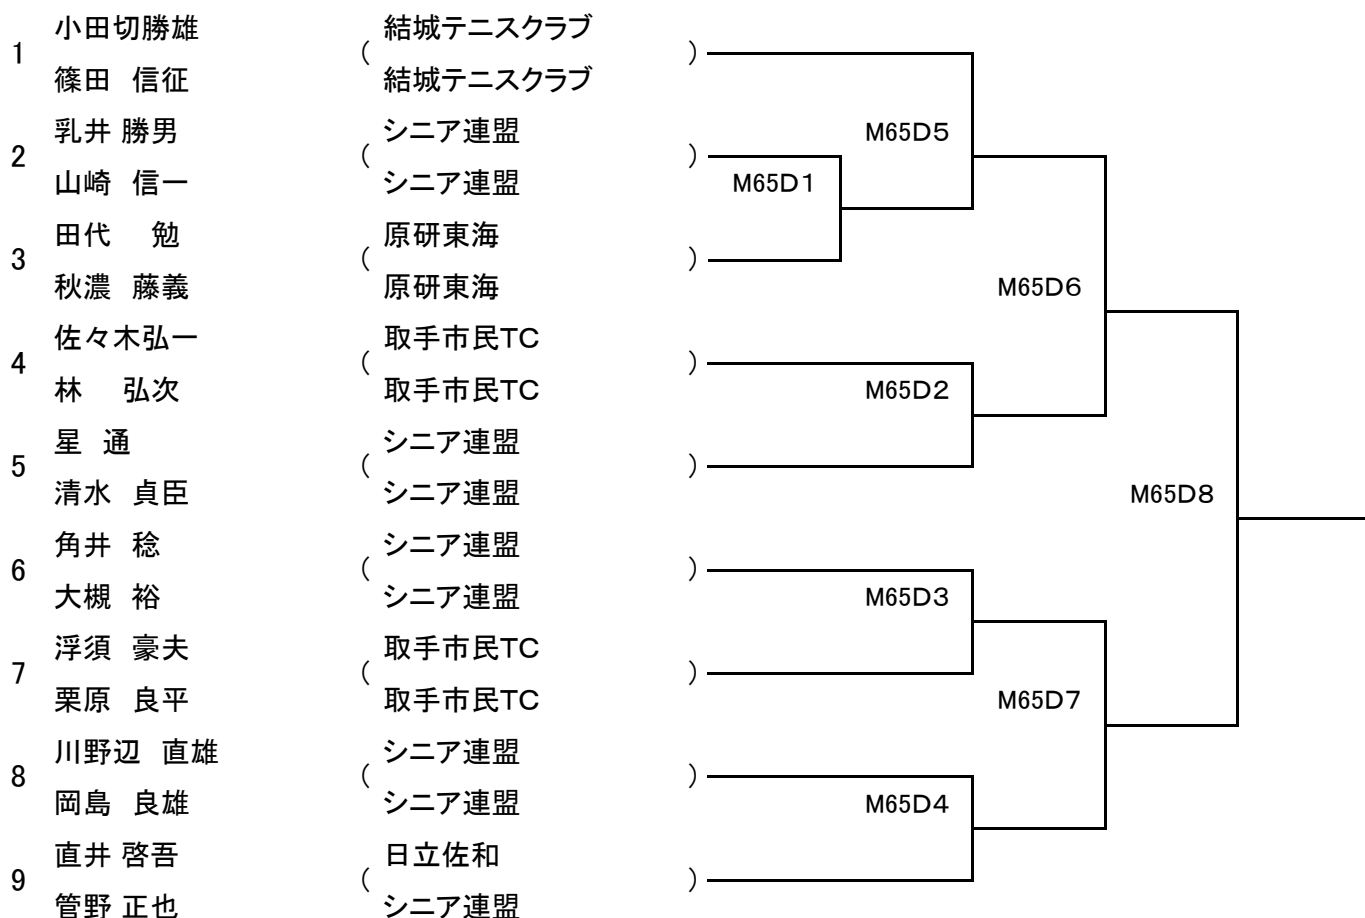 小田切勝雄 結城テニスクラブ
1 ( )
篠田 信征 結城テニスクラブ
乳井 勝男 シニア連盟 M65D5
2 ( )
山崎 信一 シニア連盟 M65D1
田代 勉 原研東海
3 ( )
秋濃 藤義 原研東海 M65D6
佐々木弘一 取手市民TC
4 ( )
林 弘次 取手市民TC M65D2
星 通 シニア連盟
5 ( )
清水 貞臣 シニア連盟 M65D8
角井 稔 シニア連盟
6 ( )
大槻 裕 シニア連盟 M65D3
浮須 豪夫 取手市民TC
7 ( )
栗原 良平 取手市民TC M65D7
川野辺 直雄 シニア連盟
8 ( )
岡島 良雄 シニア連盟 M65D4
直井 啓吾 日立佐和
9 ( )
管野 正也 シニア連盟